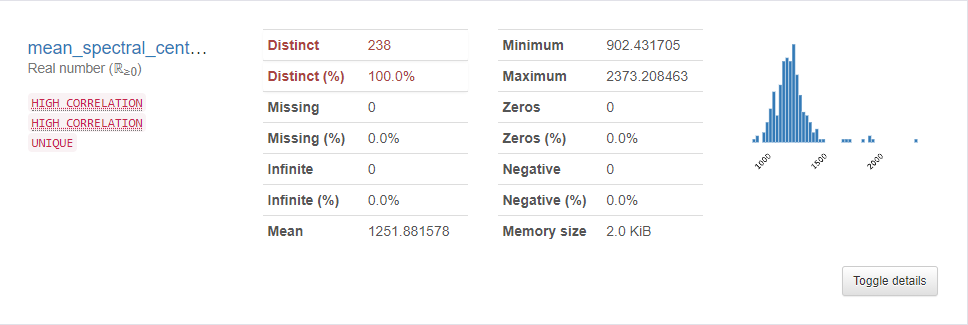 mean_spectral_cent…
Real number (ℝ≥0)
HIGH CORRELATION
HIGH CORRELATION
UNIQUE
Distinct 238
Distinct (%) 100.0%
Missing 0
Missing (%) 0.0%
Infinite 0
Infinite (%) 0.0%
Mean 1251.881578
Minimum 902.431705
Maximum 2373.208463
Zeros 0
Zeros (%) 0.0%
Negative 0
Negative (%) 0.0%
Memory size 2.0 KiB
1000 1500 2000
Toggle details